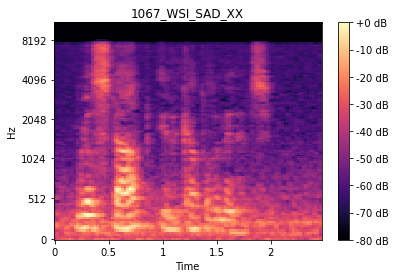 1067_WSI_SAD_XX
8192
4096
2048
1024
512
0
Hz
0
0.5
1
1.5
2
Time
+0 dB
-10 dB
-20 dB
-30 dB
-40 dB
-50 dB
-60 dB
-70 dB
-80 dB